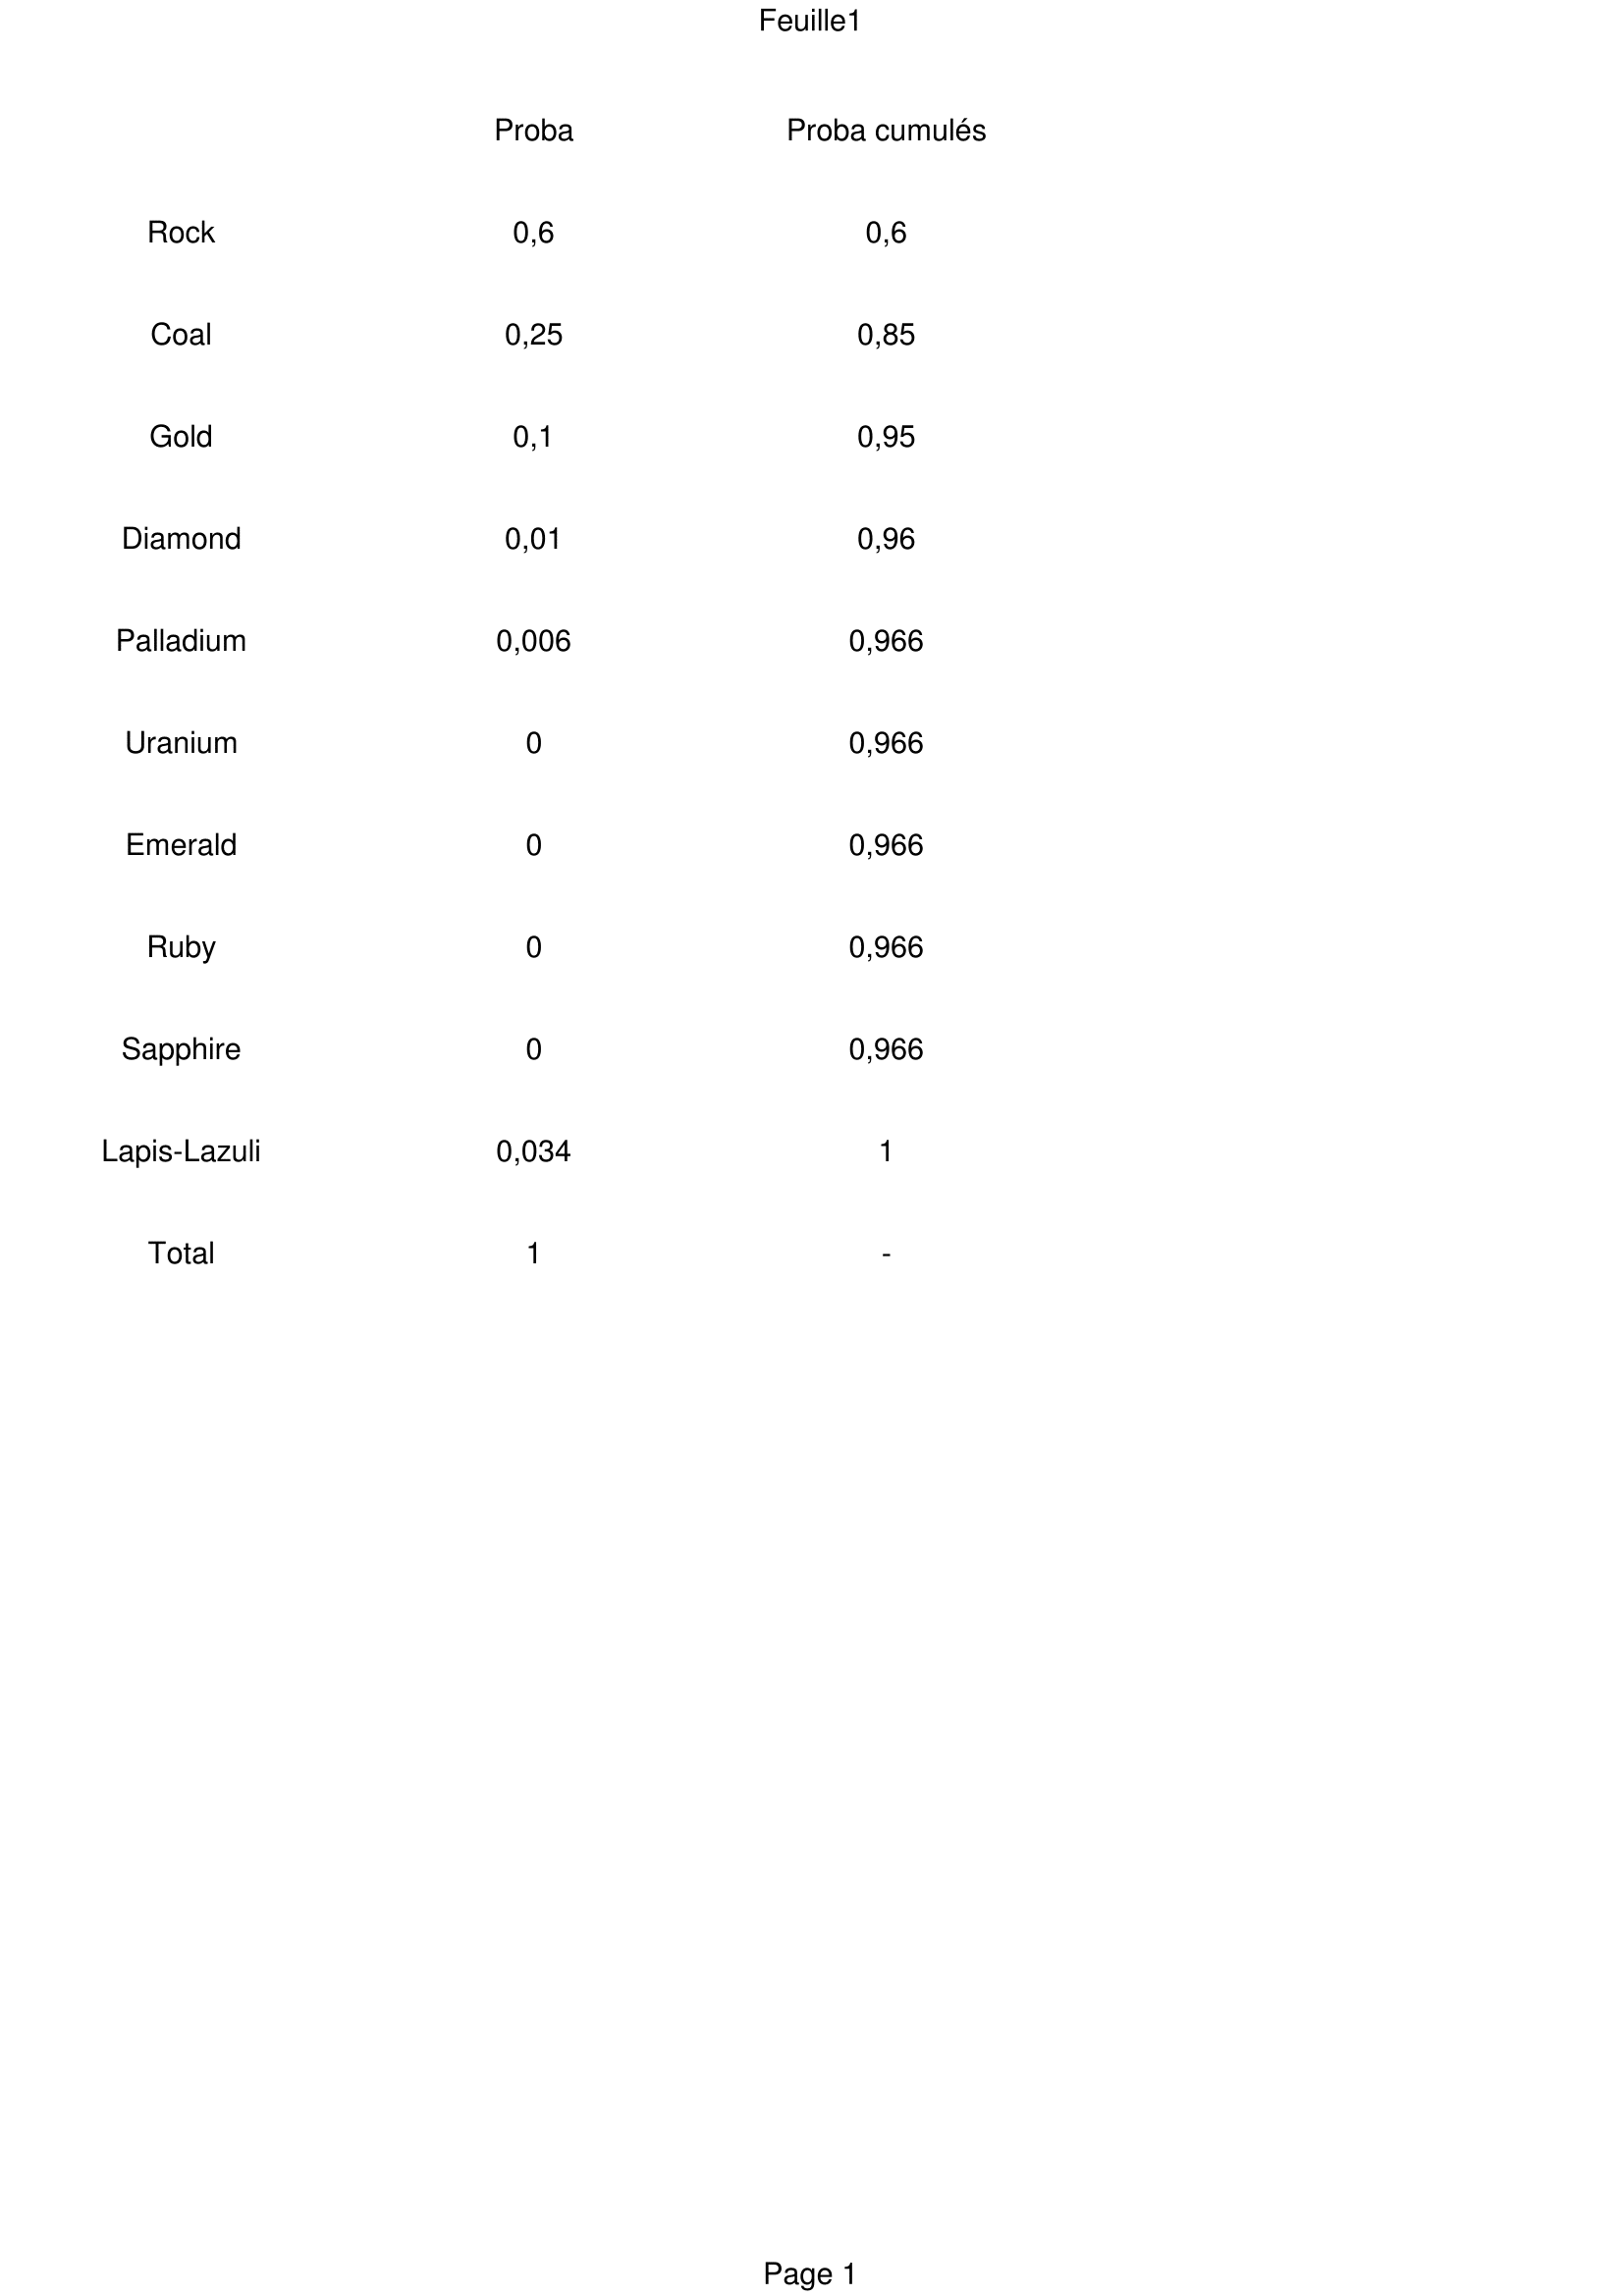 Feuille1
Proba Proba cumulés
Rock 0,6 0,6
Coal 0,25 0,85
Gold 0,1 0,95
Diamond 0,01 0,96
Palladium 0,006 0,966
Uranium 0 0,966
Emerald 0 0,966
Ruby 0 0,966
Sapphire 0 0,966
Lapis-Lazuli 0,034 1
Total 1 -
Page 1